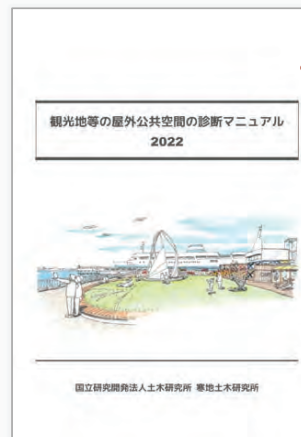 観光地等の屋外公共空間の診断マニュアル
2022
国立研究開発法人土木研究所 寒地土木研究所